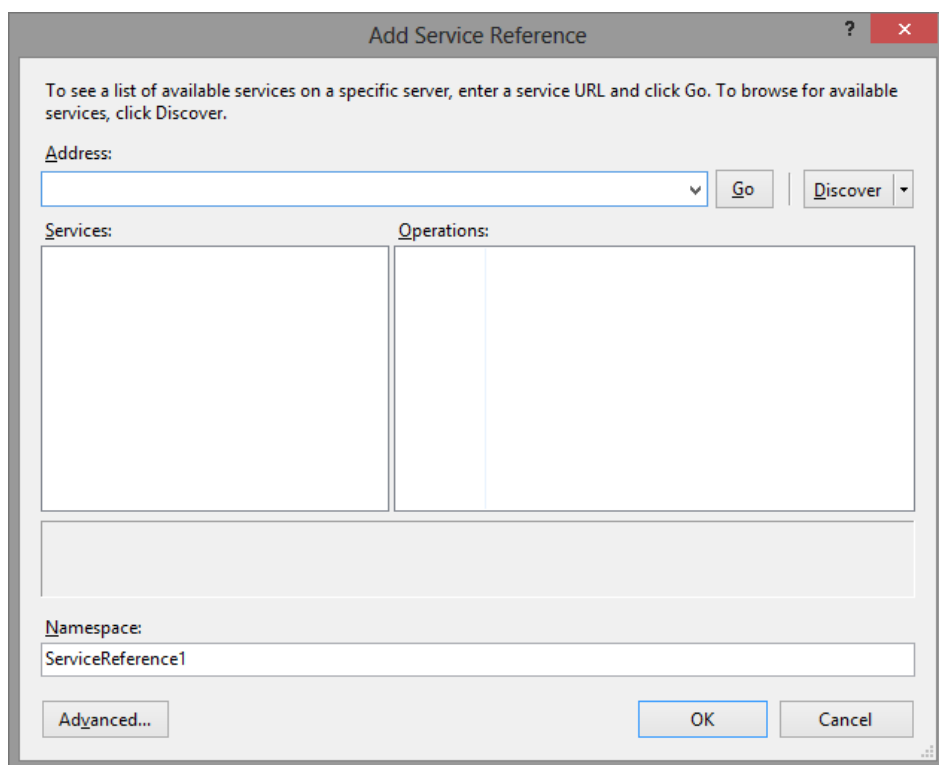 Add Service Reference
?
To see a list of available services on a specific server, enter a service URL and click Go. To browse for available
services, click Discover.
Address:
Go
Discover
Services:
Operations:
Namespace:
ServiceReference1
Advanced...
OK
Cancel